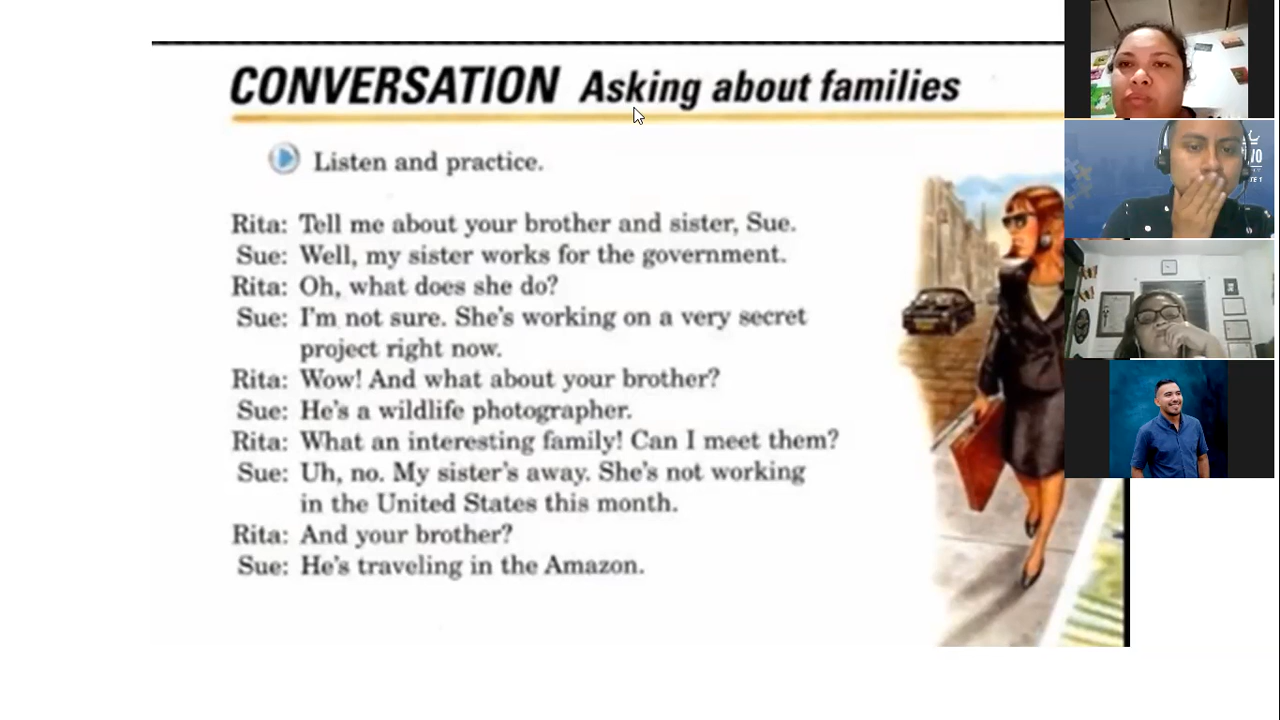 CONVERSATION Asking about families
Listen and practice.
Rita: Tell me about your brother and sister, Sue.
Sue: Well, my sister works for the government.
Rita: Oh, what does she do?
Sue: I'm not sure. She's working on a very secret
project right now.
Rita: Wow! And what about your brother?
Sue: He's a wildlife photographer.
Rita: What an interesting family! Can I meet them?
Sue: Uh, no. My sister's away. She's not working
in the United States this month.
Rita: And your brother?
Sue: He's traveling in the Amazon.